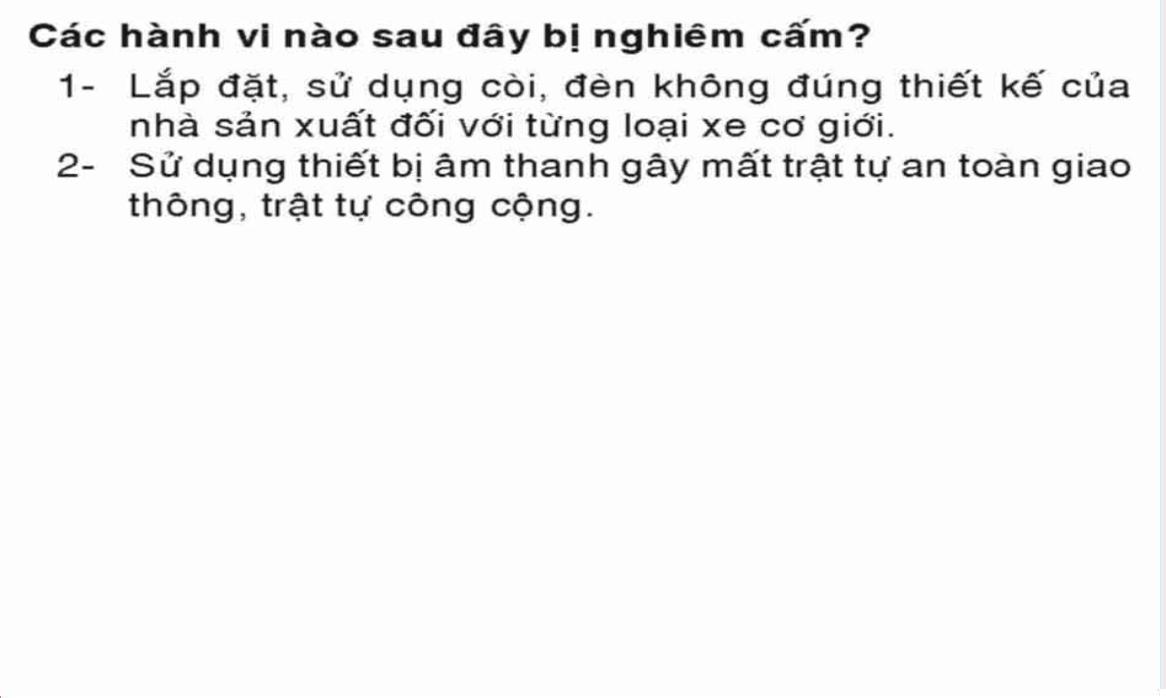 Các hành vi nào sau đây bị nghiêm cấm?
1- Lắp đặt, sử dụng còi, đèn không đúng thiết kế của
nhà sản xuất đối với từng loại xe cơ giới.
2- Sử dụng thiết bị âm thanh gây mất trật tự an toàn giao
thông, trật tự công cộng.